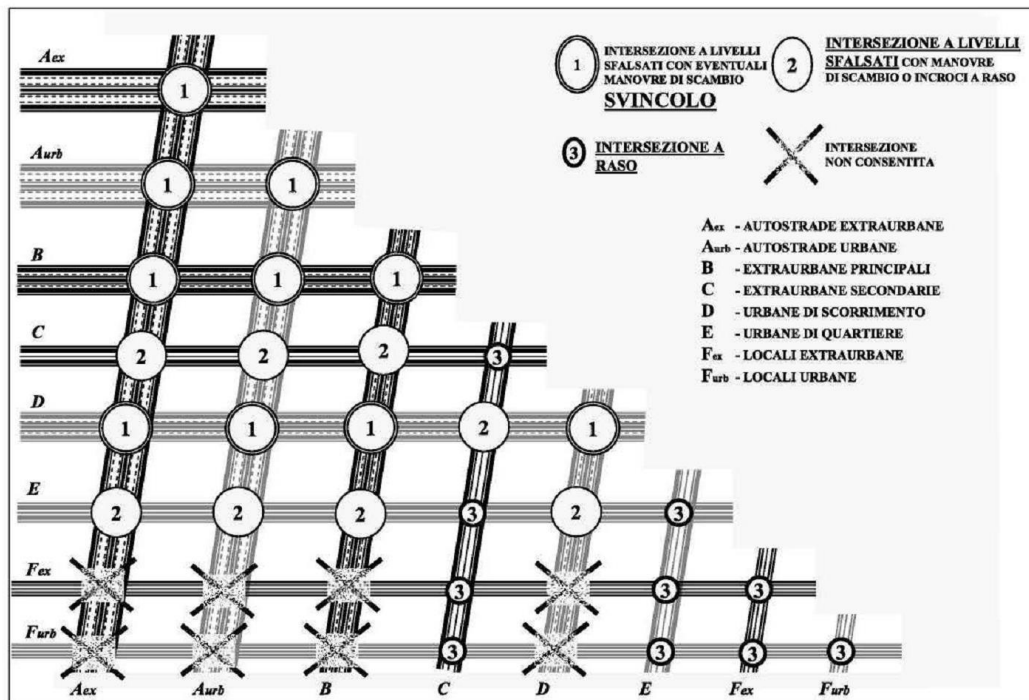 Aex
1
INTERSEZIONE A LIVELLI
SFALSATI CON EVENTUALI
MANOVRE DI SCAMBIO
SVINCOLO
2
INTERSEZIONE A LIVELLI
SFALSATI CON MANOVRE
DI SCAMBIO O INCROCI A RASO
3
INTERSEZIONE A
RASO
INTERSEZIONE
NON CONSENTITA
Aex - AUTOSTRADE EXTRAURBANE
Aurb - AUTOSTRADE URBANE
B - EXTRAURBANE PRINCIPALI
C - EXTRAURBANE SECONDARIE
D - URBANE DI SCORRIMENTO
E - URBANE DI QUARTIERE
Fex - LOCALI EXTRAURBANE
Furb - LOCALI URBANE
1
Aurb
1 1
B
1 1 1
C
2 2 2 3
D
1 1 1 2 1
E
2 2 2 3 2 3
Fex
3 3 3
Furb
3 3 3 3
Aex Aurb B C D E Fex Furb